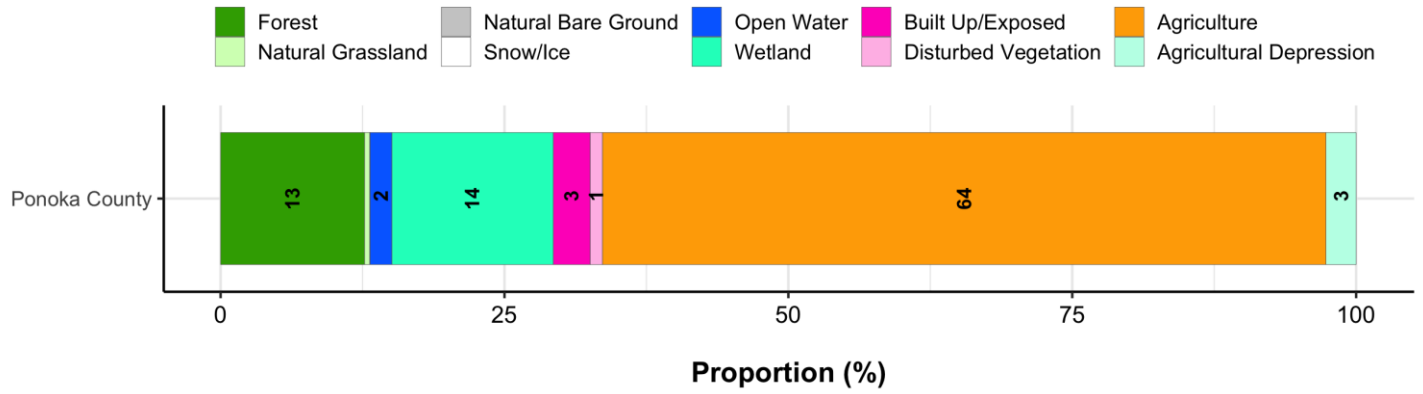 Forest Natural Bare Ground Open Water Built Up/Exposed Agriculture
Natural Grassland Snow/Ice Wetland Disturbed Vegetation Agricultural Depression
Ponoka County 13 2 14 3 1 64 3
0 25 50 75 100
Proportion (%)